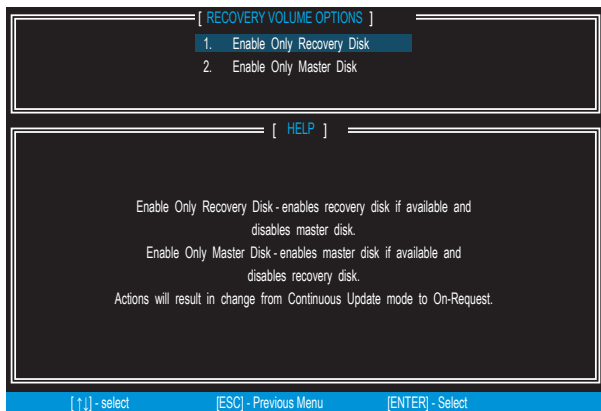 [ RECOVERY VOLUME OPTIONS ]
1. Enable Only Recovery Disk
2. Enable Only Master Disk
[ HELP ]
Enable Only Recovery Disk - enables recovery disk if available and
disables master disk.
Enable Only Master Disk - enables master disk if available and
disables recovery disk.
Actions will result in change from Continuous Update mode to On-Request.
[↑↓] - select [ESC] - Previous Menu [ENTER] - Select